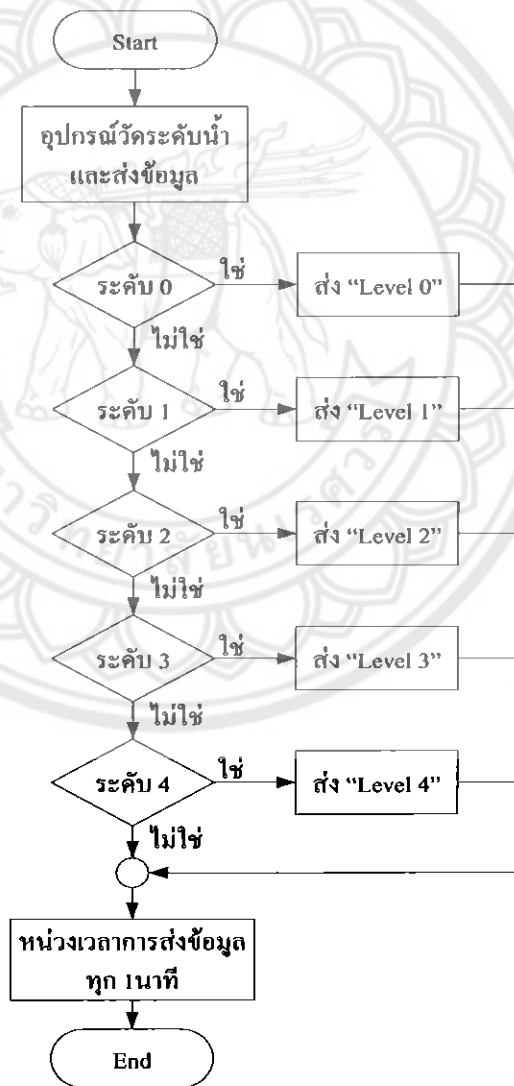 Start
อุปกรณ์วัดระดับน้ำ
และส่งข้อมูล
ระดับ 0
ใช่
ส่ง “Level 0”
ไม่ใช่
ระดับ 1
ใช่
ส่ง “Level 1”
ไม่ใช่
ระดับ 2
ใช่
ส่ง “Level 2”
ไม่ใช่
ระดับ 3
ใช่
ส่ง “Level 3”
ไม่ใช่
ระดับ 4
ใช่
ส่ง “Level 4”
ไม่ใช่
หน่วงเวลาการส่งข้อมูล
ทุก 1นาที
End